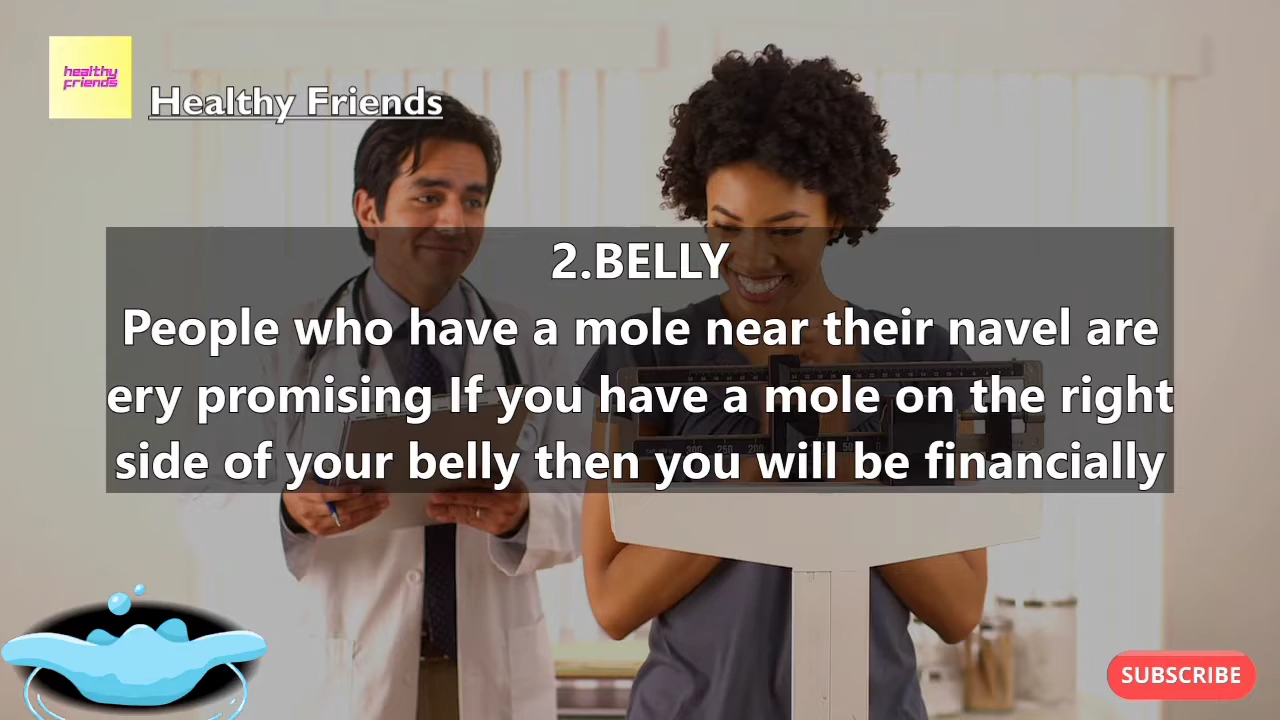 healthy
friends
Healthy Friends
2.BELLY
People who have a mole near their navel are
ery promising If you have a mole on the right
side of your belly then you will be financially
SUBSCRIBE